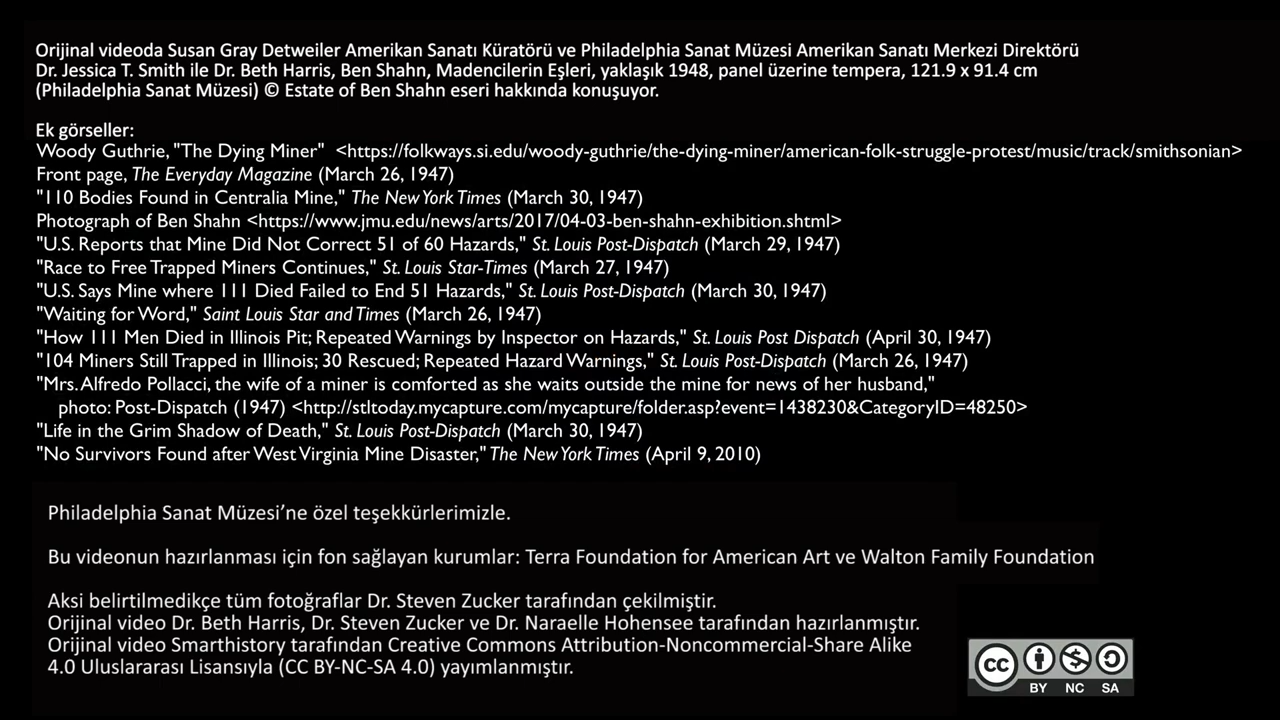 Orijinal videoda Susan Gray Detweiler Amerikan Sanatı Küratörü ve Philadelphia Sanat Müzesi Amerikan Sanatı Merkezi Direktörü
Dr. Jessica T. Smith ile Dr. Beth Harris, Ben Shahn, Madencilerin Eşleri, yaklaşık 1948, panel üzerine tempera, 121.9 x 91.4 cm
(Philadelphia Sanat Müzesi) © Estate of Ben Shahn eseri hakkında konuşuyor.
Ek görseller:
Woody Guthrie, "The Dying Miner" <https://folkways.si.edu/woody-guthrie/the-dying-miner/american-folk-struggle-protest/music/track/smithsonian>
Front page, The Everyday Magazine (March 26, 1947)
"110 Bodies Found in Centralia Mine," The New York Times (March 30, 1947)
Photograph of Ben Shahn <https://www.jmu.edu/news/arts/2017/04-03-ben-shahn-exhibition.shtml>
"U.S. Reports that Mine Did Not Correct 51 of 60 Hazards," St. Louis Post-Dispatch (March 29, 1947)
"Race to Free Trapped Miners Continues," St. Louis Star-Times (March 27, 1947)
"U.S. Says Mine where 111 Died Failed to End 51 Hazards," St. Louis Post-Dispatch (March 30, 1947)
"Waiting for Word," Saint Louis Star and Times (March 26, 1947)
"How 111 Men Died in Illinois Pit; Repeated Warnings by Inspector on Hazards," St. Louis Post Dispatch (April 30, 1947)
"104 Miners Still Trapped in Illinois; 30 Rescued; Repeated Hazard Warnings," St. Louis Post-Dispatch (March 26, 1947)
"Mrs. Alfredo Pollacci, the wife of a miner is comforted as she waits outside the mine for news of her husband,"
photo: Post-Dispatch (1947) <http://stltoday.mycapture.com/mycapture/folder.asp?event=1438230&CategoryID=48250>
"Life in the Grim Shadow of Death," St. Louis Post-Dispatch (March 30, 1947)
"No Survivors Found after West Virginia Mine Disaster," The New York Times (April 9, 2010)
Philadelphia Sanat Müzesi’ne özel teşekkürlerimizle.
Bu videonun hazırlanması için fon sağlayan kurumlar: Terra Foundation for American Art ve Walton Family Foundation
Aksi belirtilmedikçe tüm fotoğraflar Dr. Steven Zucker tarafından çekilmiştir.
Orijinal video Dr. Beth Harris, Dr. Steven Zucker ve Dr. Naraelle Hohensee tarafından hazırlanmıştır.
Orijinal video Smarthistory tarafından Creative Commons Attribution-Noncommercial-Share Alike
4.0 Uluslararası Lisansıyla (CC BY-NC-SA 4.0) yayımlanmıştır.
cc
BY NC SA